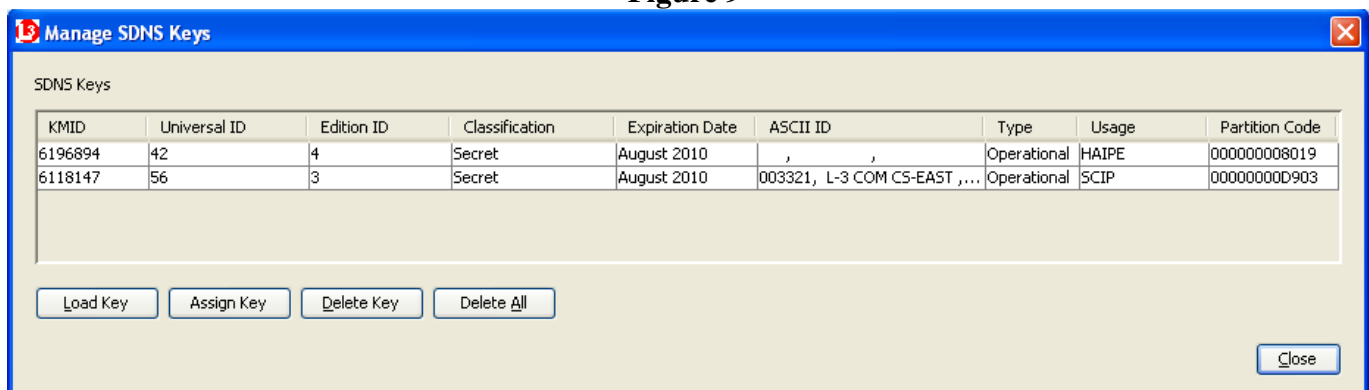 L3 Manage SDNS Keys
SDNS Keys
KMID Universal ID Edition ID Classification Expiration Date ASCII ID Type Usage Partition Code
6196894 42 4 Secret August 2010 , , Operational HAIPE 000000008019
6118147 56 3 Secret August 2010 003321, L-3 COM CS-EAST ,... Operational SCIP 00000000D903
Load Key Assign Key Delete Key Delete All
Close